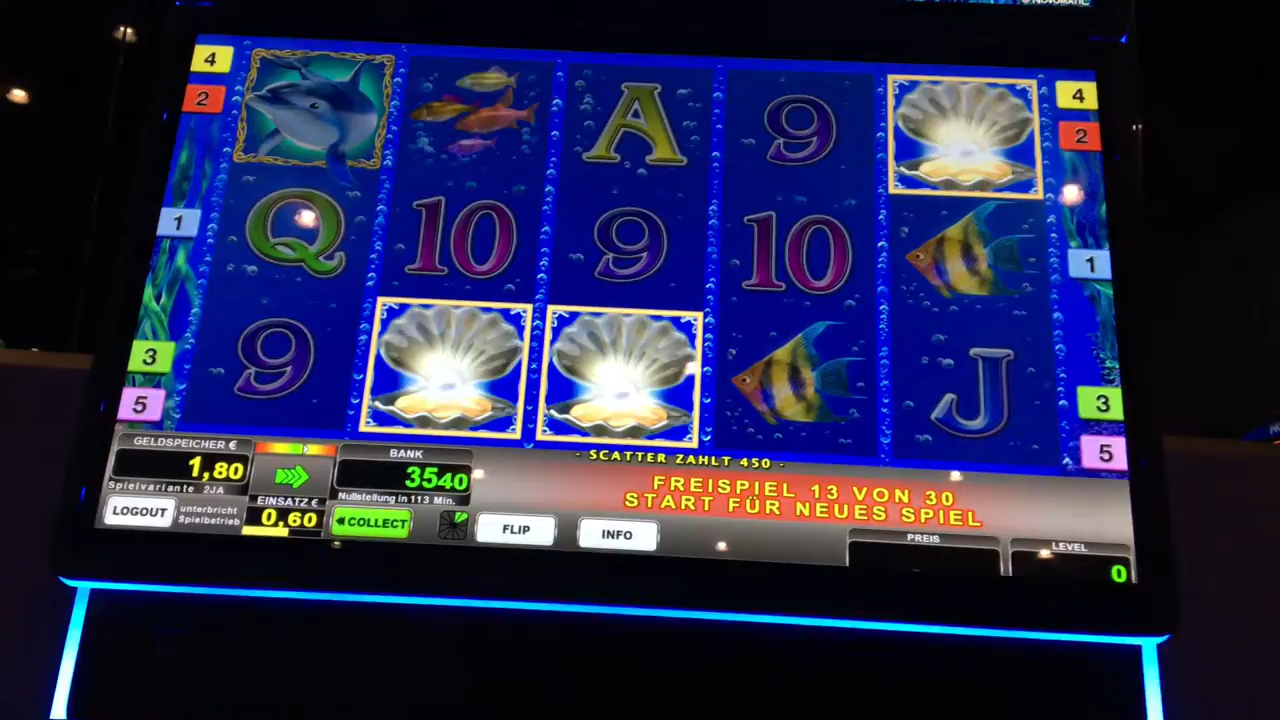 NOVOMATIC
4
2
1
3
5
A
9
Q
10
9
10
9
J
4
2
1
3
5
GELDSPEICHER €
1,80
Spielvariante 2JA
LOGOUT
unterbricht
Spielbetrieb
EINSATZ €
0,60
BANK
3540
Nullstellung in 113 Min.
COLLECT
FLIP
INFO
- SCATTER ZAHLT 450 -
FREISPIEL 13 VON 30
START FÜR NEUES SPIEL
PREIS
LEVEL
0